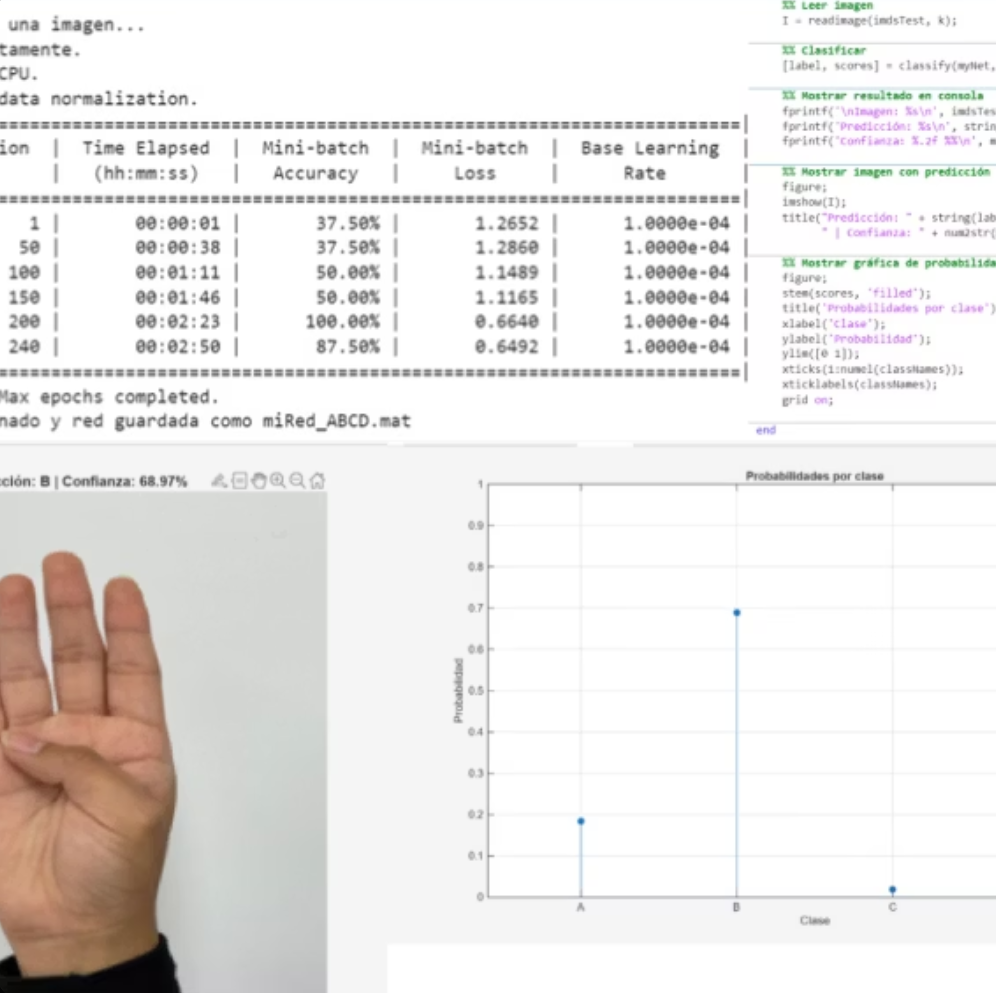 una imagen...
tamente.
CPU.
data normalization.
ion | Time Elapsed | Mini-batch | Mini-batch | Base Learning |
| (hh:mm:ss) | Accuracy | Loss | Rate |
1 | 00:00:01 | 37.50% | 1.2652 | 1.0000e-04 |
50 | 00:00:38 | 37.50% | 1.2860 | 1.0000e-04 |
100 | 00:01:11 | 50.00% | 1.1489 | 1.0000e-04 |
150 | 00:01:46 | 50.00% | 1.1165 | 1.0000e-04 |
200 | 00:02:23 | 100.00% | 0.6640 | 1.0000e-04 |
240 | 00:02:50 | 87.50% | 0.6492 | 1.0000e-04 |
Max epochs completed.
nado y red guardada como miRed_ABCD.mat
%% Leer imagen
I = readimage(imdsTest, k);
%% Clasificar
[label, scores] = classify(myNet,
%% Mostrar resultado en consola
fprintf('\nImagen: %s\n', imdsTes
fprintf('Predicción: %s\n', strin
fprintf('Confianza: %.2f %%\n', m
%% Mostrar imagen con predicción
figure;
imshow(I);
title("Predicción: " + string(lab
" | Confianza: " + num2str(
%% Mostrar gráfica de probabilida
figure;
stem(scores, 'filled');
title('Probabilidades por clase')
xlabel('Clase');
ylabel('Probabilidad');
ylim([0 1]);
xticks(1:numel(classNames));
xticklabels(classNames);
grid on;
end
cción: B | Confianza: 68.97%
Probabilidades por clase
1
0.9
0.8
0.7
0.6
0.5
0.4
0.3
0.2
0.1
0
Probabilidad
A B C
Clase